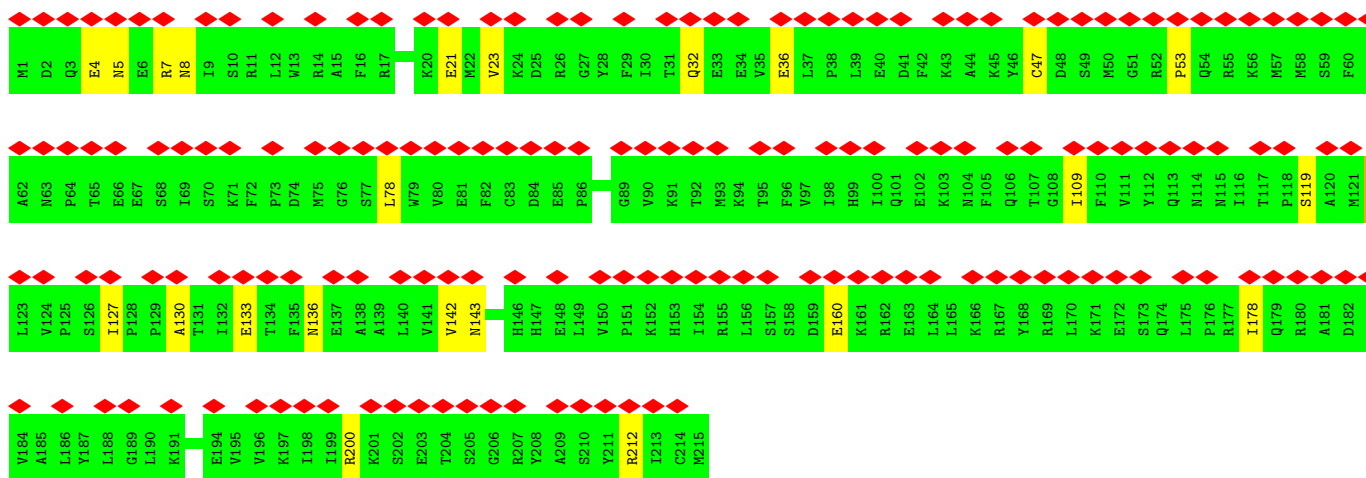 M1 D2 Q3 E4 N5 E6 R7 N8 I9 S10 R11 L12 W13 R14 A15 F16 R17 K20 E21 M22 V23 K24 D25 R26 G27 Y28 F29 I30 T31 Q32 E33 E34 V35 E36 L37 P38 L39 E40 D41 F42 K43 A44 K45 Y46 C47 D48 S49 M50 G51 R52 P53 Q54 R55 K56 M57 M58 S59 F60
A62 N63 P64 T65 E66 E67 S68 I69 S70 K71 F72 P73 D74 M75 G76 S77 L78 W79 V80 E81 F82 C83 D84 E85 P86 G89 V90 K91 T92 M93 K94 T95 F96 V97 I98 H99 I100 Q101 E102 K103 N104 F105 Q106 T107 G108 I109 F110 V111 Y112 Q113 N114 N115 I116 T117 P118 S119 A120 M121
L123 V124 P125 S126 I127 P128 P129 A130 T131 I132 E133 T134 F135 N136 E137 A138 A139 L140 V141 V142 N143 H146 H147 E148 L149 V150 P151 K152 H153 I154 R155 L156 S157 S158 D159 E160 K161 R162 E163 L164 L165 K166 R167 Y168 R169 L170 K171 E172 S173 Q174 L175 P176 R177 I178 Q179 R180 A181 D182
V184 A185 L186 Y187 L188 G189 L190 K191 E194 V195 V196 K197 I198 I199 R200 K201 S202 E203 T204 S205 G206 R207 Y208 A209 S210 Y211 R212 I213 C214 M215